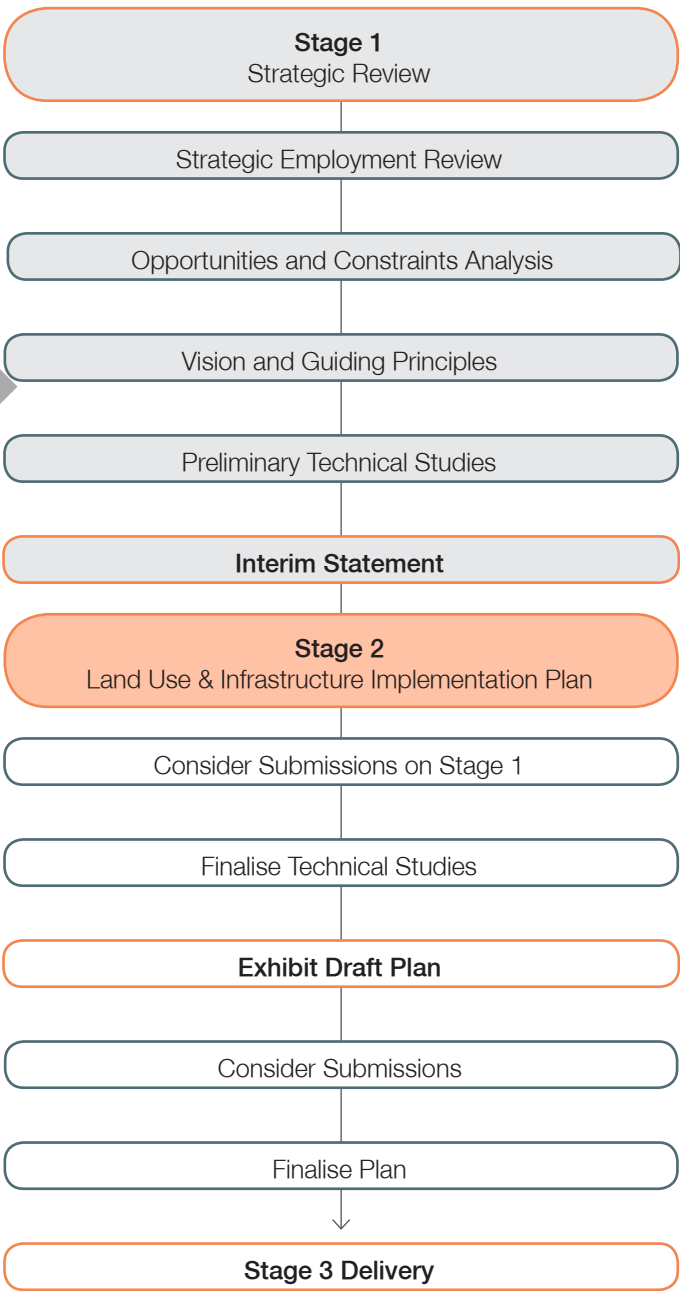 Stage 1
Strategic Review
Strategic Employment Review
Opportunities and Constraints Analysis
Vision and Guiding Principles
Preliminary Technical Studies
Interim Statement
Stage 2
Land Use & Infrastructure Implementation Plan
Consider Submissions on Stage 1
Finalise Technical Studies
Exhibit Draft Plan
Consider Submissions
Finalise Plan
Stage 3 Delivery